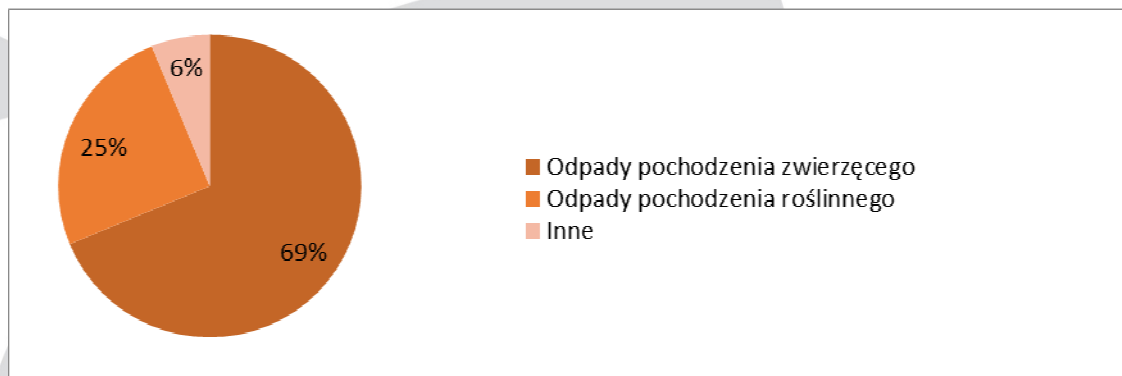 6%
25%
69%
Odpady pochodzenia zwierzęcego
Odpady pochodzenia roślinnego
Inne